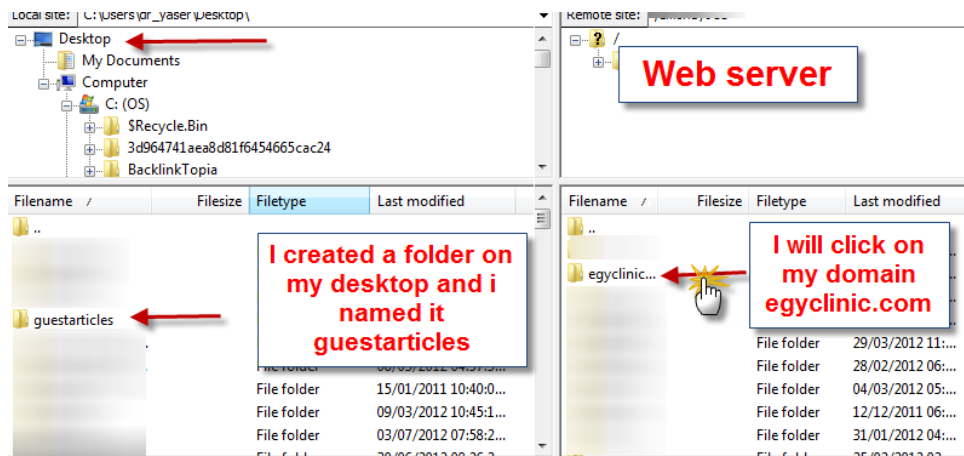 Local site: C:\Users\dr_yaser\Desktop\
Remote site:
Desktop
My Documents
Computer
C: (OS)
$Recycle.Bin
3d964741aea8d81f6454665cac24
BacklinkTopia
?
/
Web server
Filename / Filesize Filetype Last modified
..
guestarticles
I created a folder on
my desktop and i
named it
guestarticles
File folder
File folder 15/01/2011 10:40:0...
File folder 09/03/2012 10:45:1...
File folder 03/07/2012 07:58:2...
Filename / Filesize Filetype Last modified
..
egyclinic...
I will click on
my domain
egyclinic.com
File folder 29/03/2012 11:...
File folder 28/02/2012 06:...
File folder 04/03/2012 05:...
File folder 12/12/2011 06:...
File folder 31/01/2012 04:...